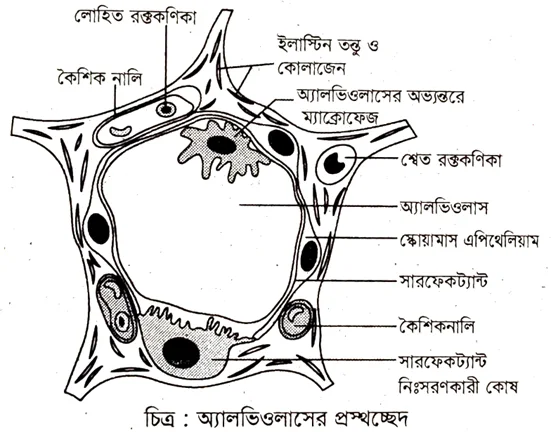 লোহিত রক্তকণিকা
কৈশিক নালি
ইলাস্টিন তন্তু ও
কোলাজেন
অ্যালভিওলাসের অভ্যন্তরে
ম্যাক্রোফেজ
শ্বেত রক্তকণিকা
অ্যালভিওলাস
স্কোয়ামাস এপিথেলিয়াম
সারফেকট্যান্ট
কৈশিকনালি
সারফেকট্যান্ট
নিঃসরণকারী কোষ
চিত্র : অ্যালভিওলাসের প্রস্থচ্ছেদ